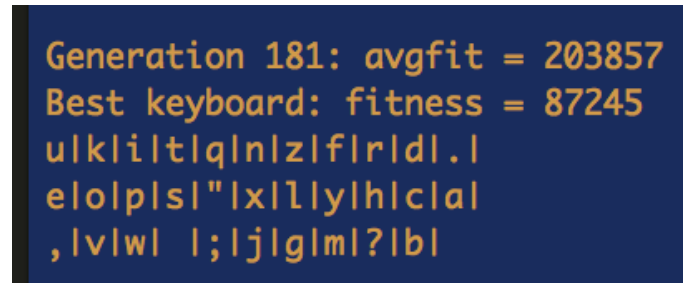 Generation 181: avgfit = 203857
Best keyboard: fitness = 87245
u|k|i|t|q|n|z|f|r|d|.|
e|o|p|s|"|x|l|y|h|c|a|
,|v|w| |;|j|g|m|?|b|